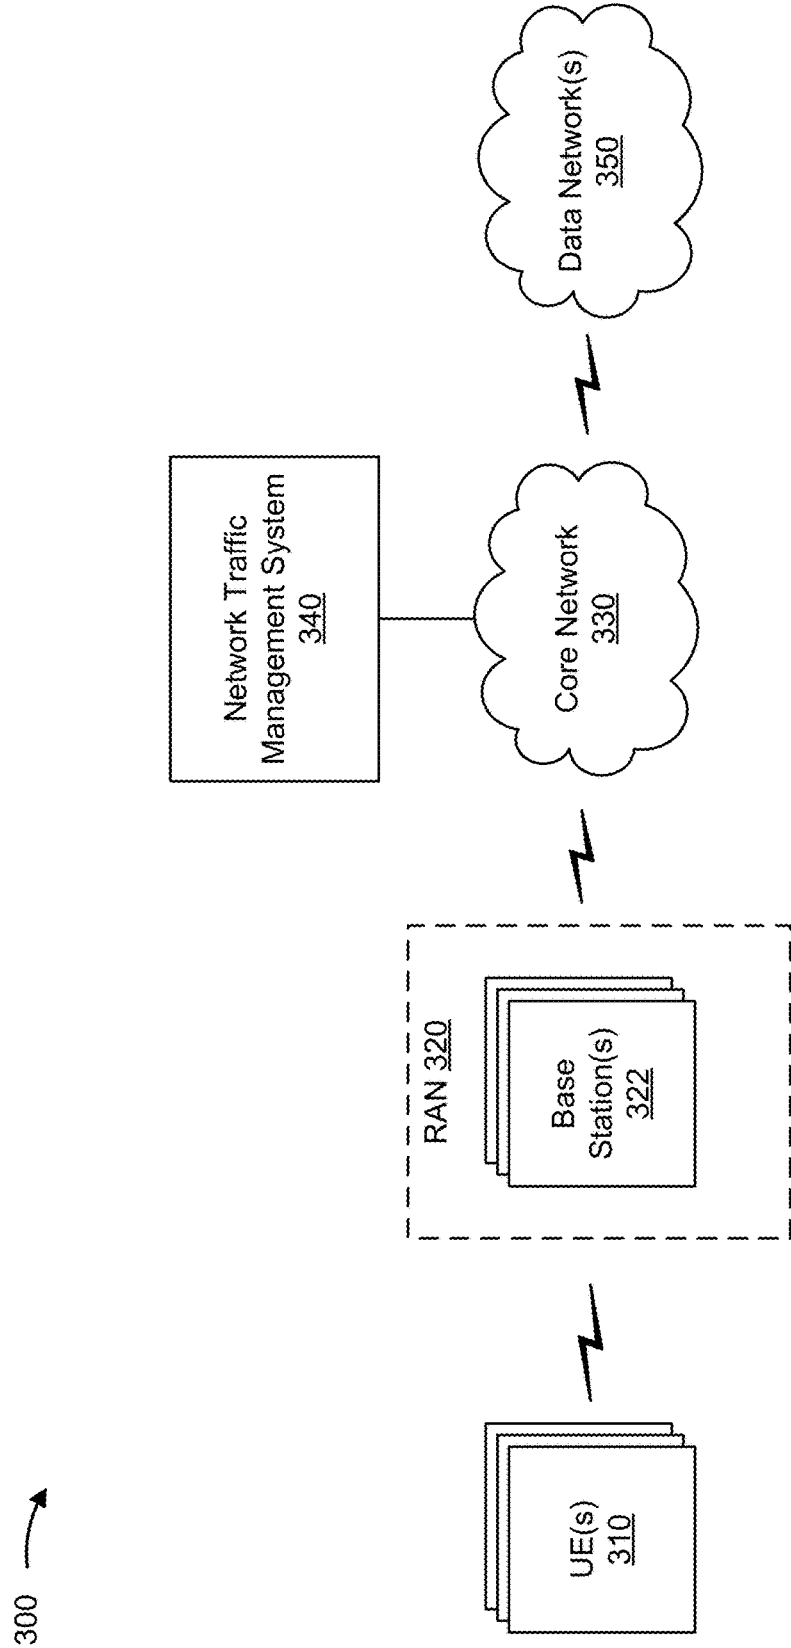 300
Network Traffic
Management System
340
RAN 320
UE(s)
310
Base
Station(s)
322
Core Network
330
Data Network(s)
350